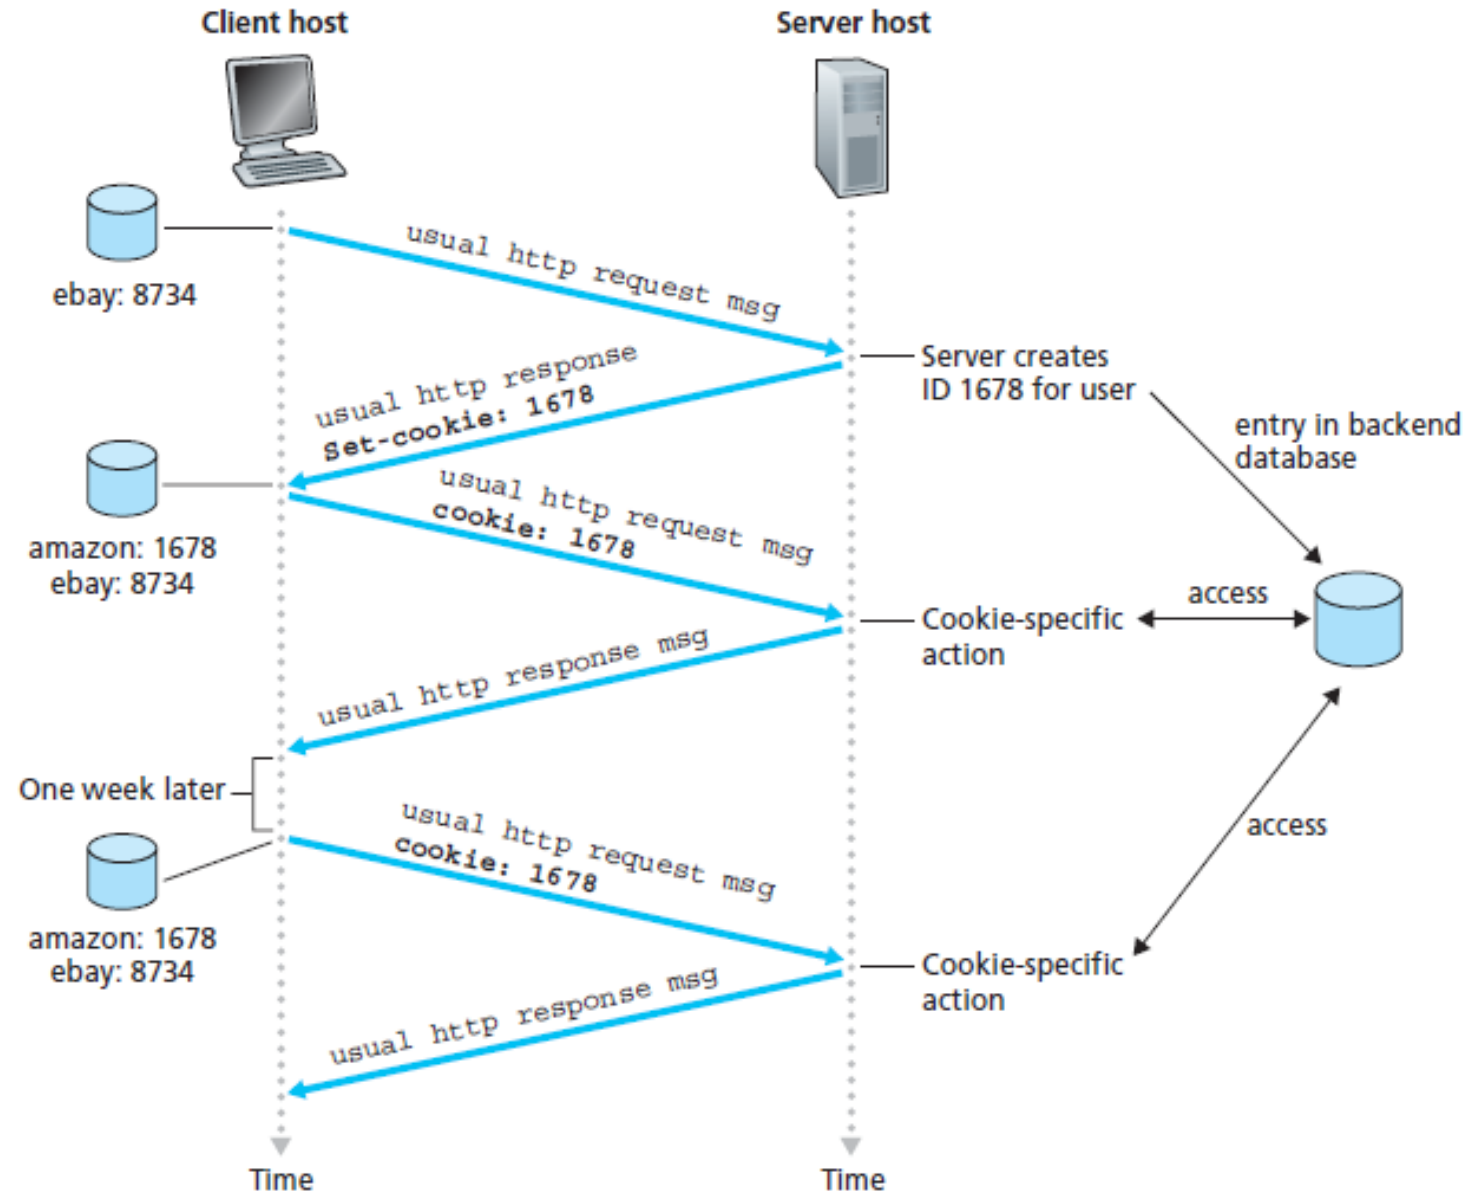 Client host
Server host
usual http request msg
ebay: 8734
Server creates
ID 1678 for user
usual http response
Set-cookie: 1678
entry in backend
database
usual http request msg
cookie: 1678
amazon: 1678
ebay: 8734
access
Cookie-specific
action
usual http response msg
One week later
usual http request msg
cookie: 1678
access
amazon: 1678
ebay: 8734
Cookie-specific
action
usual http response msg
Time
Time